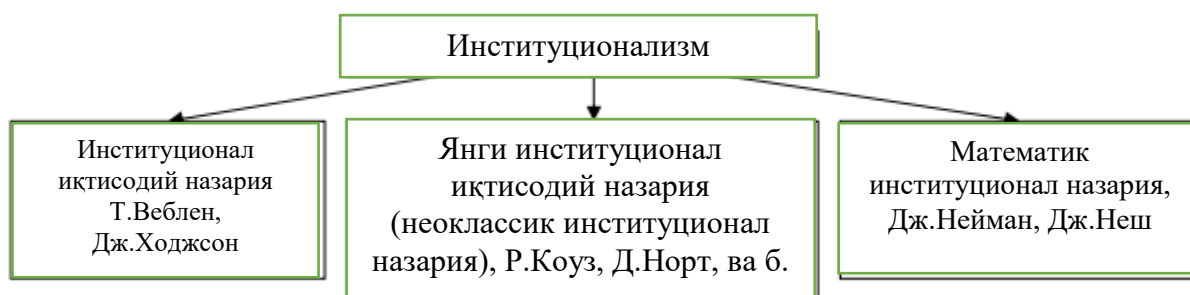 Институционализм
Институционал
иқтисодий назария
Т.Веблен,
Дж.Ходжсон
Янги институционал
иқтисодий назария
(неоклассик институционал
назария), Р.Коуз, Д.Норт, ва б.
Математик
институционал назария,
Дж.Нейман, Дж.Неш